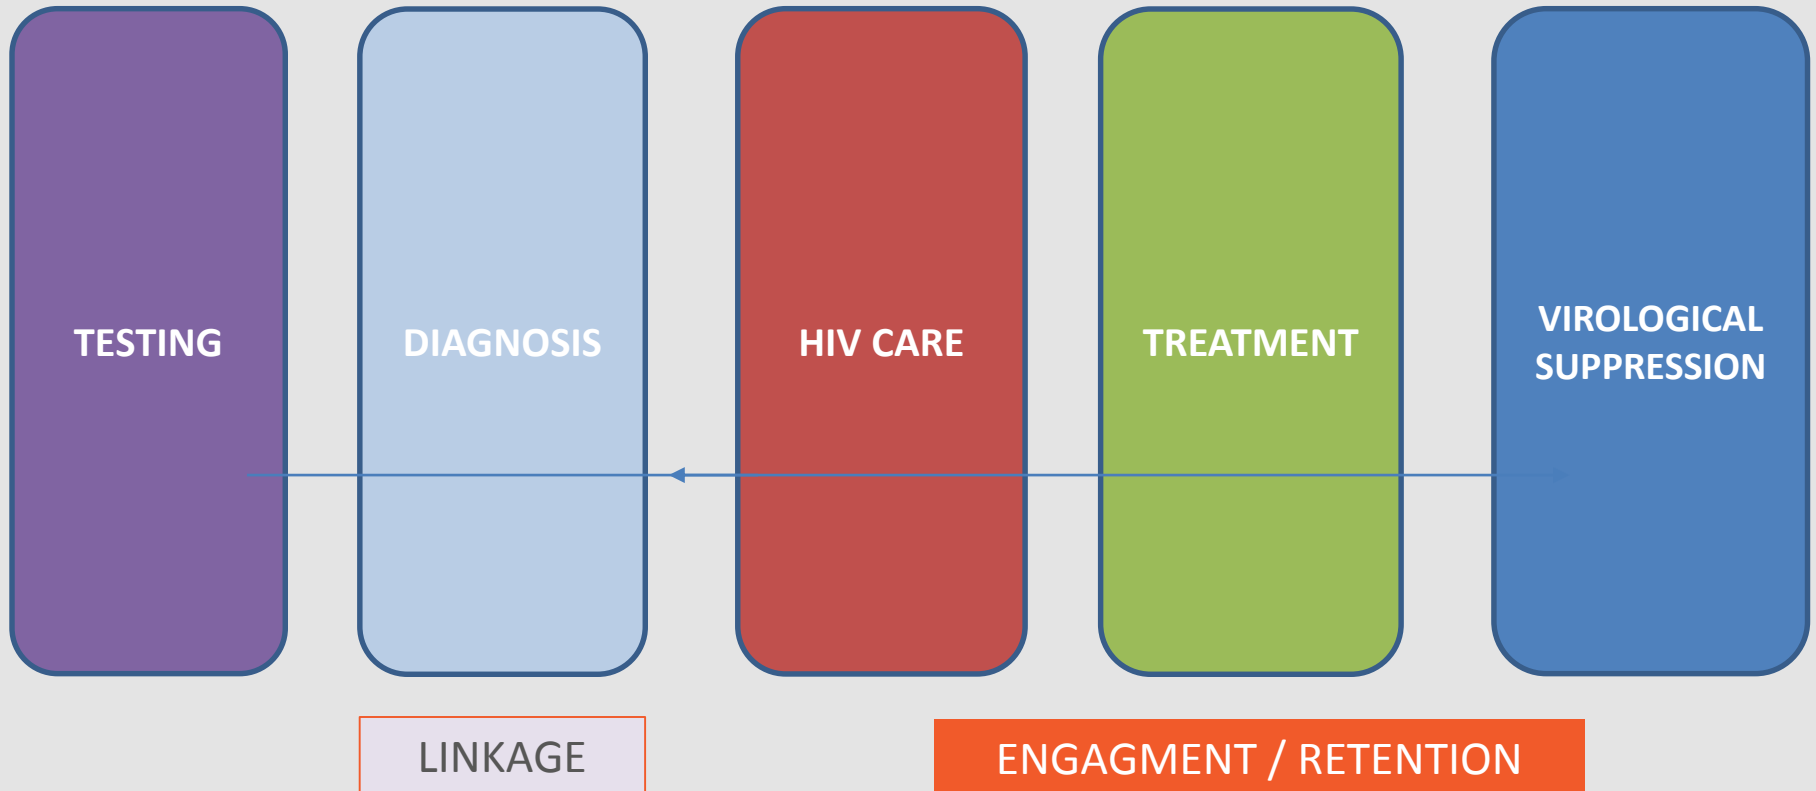 TESTING
DIAGNOSIS
HIV CARE
TREATMENT
VIROLOGICAL
SUPPRESSION
LINKAGE
ENGAGMENT / RETENTION